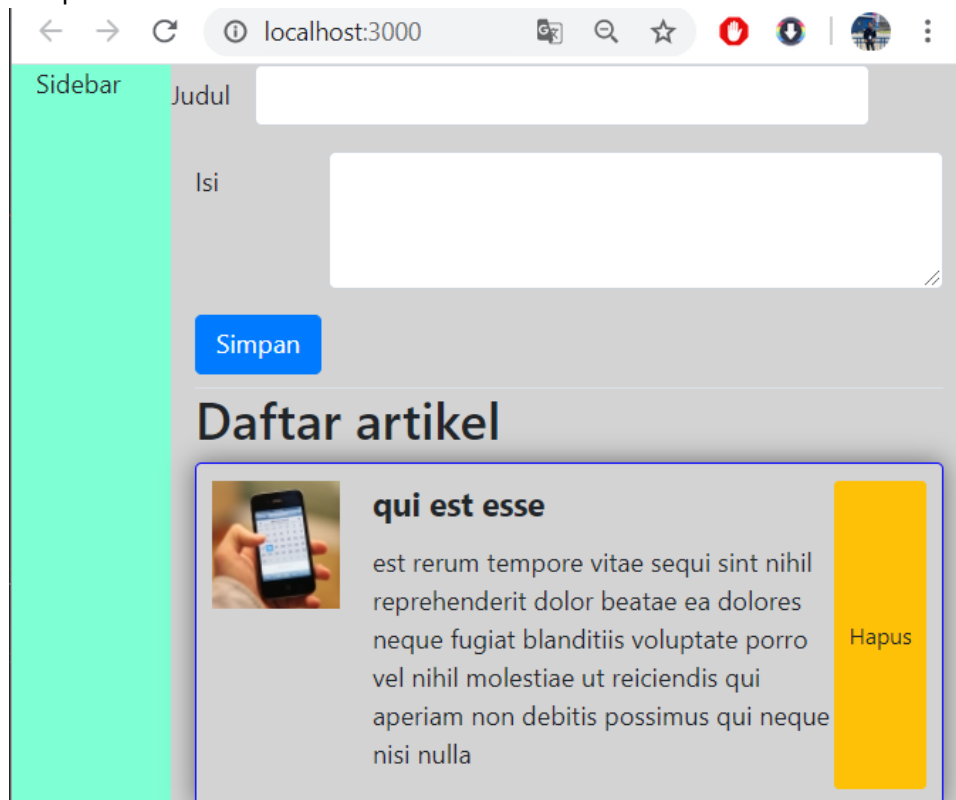 localhost:3000
Sidebar
Judul
Isi
Simpan
Daftar artikel
qui est esse
est rerum tempore vitae sequi sint nihil
reprehenderit dolor beatae ea dolores
neque fugiat blanditiis voluptate porro
vel nihil molestiae ut reiciendis qui
aperiam non debitis possimus qui neque
nisi nulla
Hapus